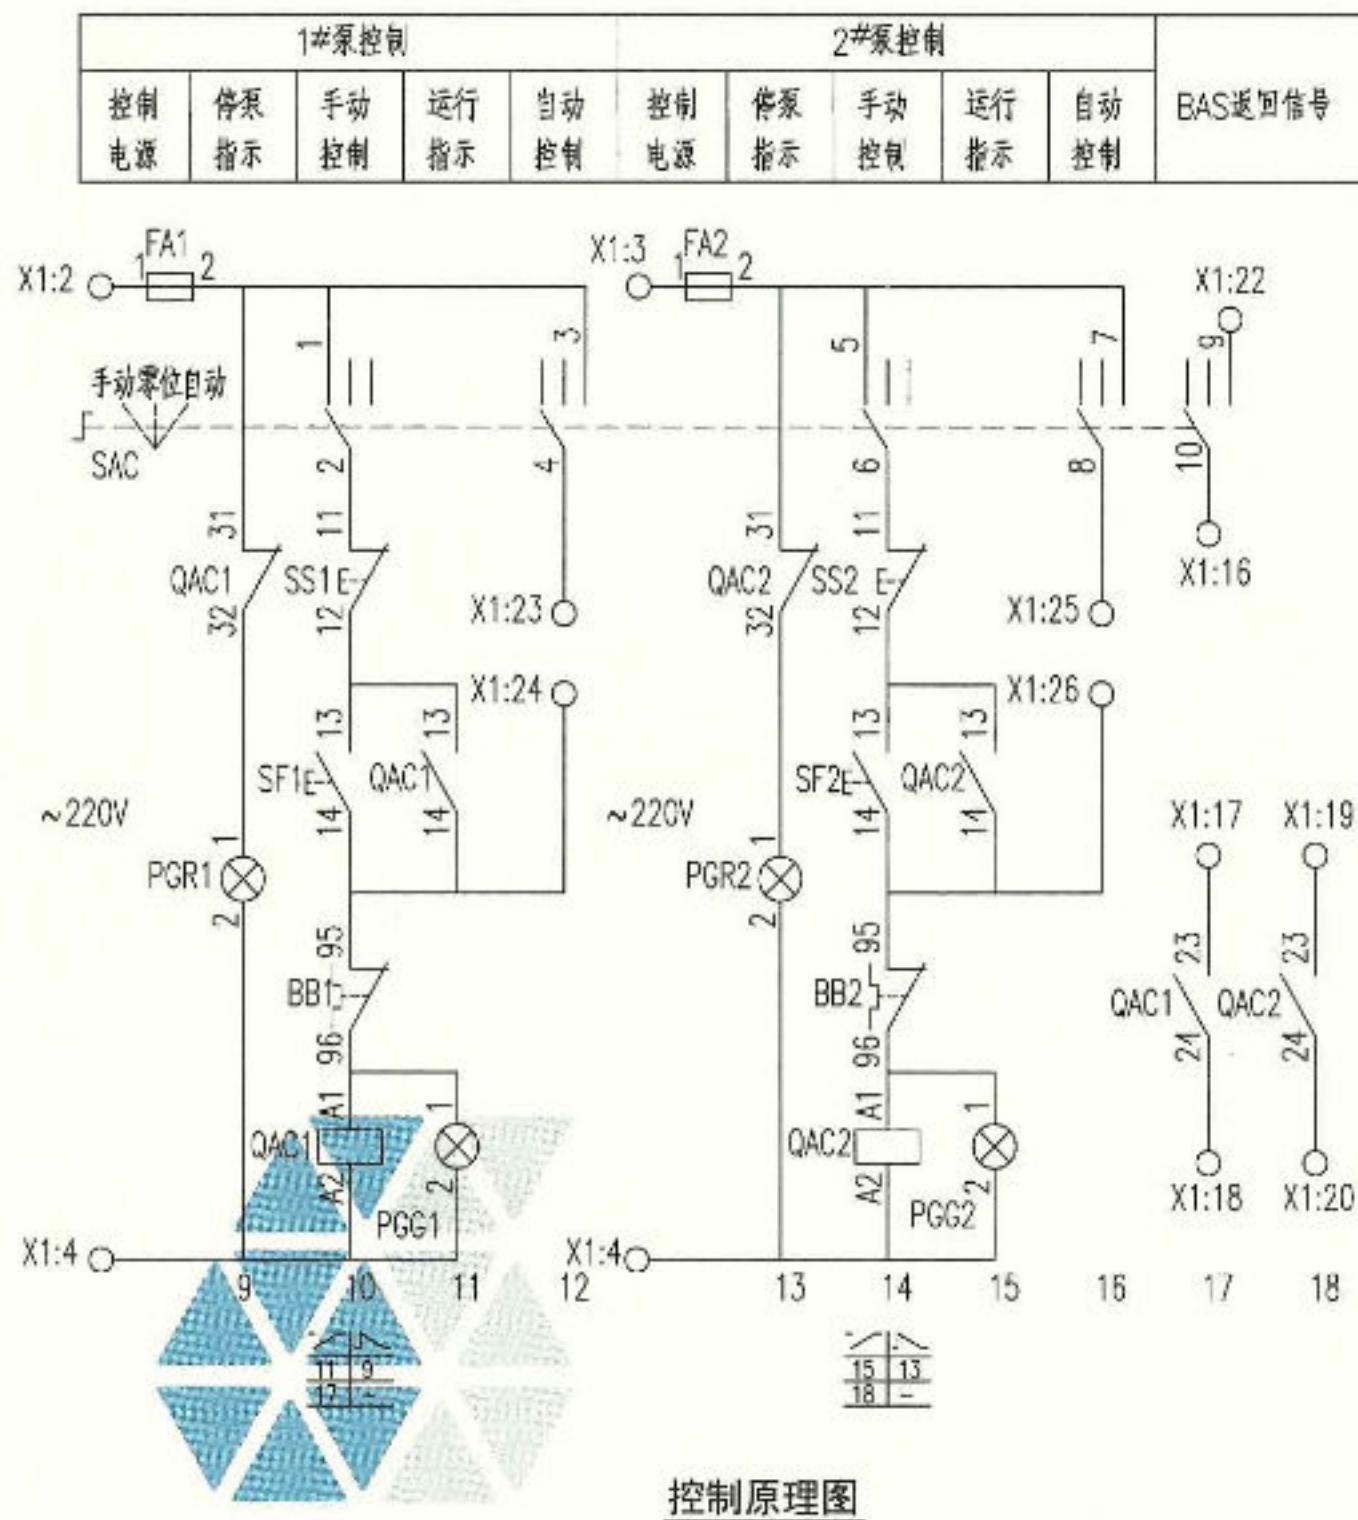 1#泵控制 2#泵控制 BAS返回信号
控制电源 停泵指示 手动控制 运行指示 自动控制 控制电源 停泵指示 手动控制 运行指示 自动控制
X1:2 1 FA1 2 X1:3 1 FA2 2 X1:22
1 3 5 7 9
手动零位自动
SAC 2 4 6 8 10
31 11 31 11
QAC1 SS1E QAC2 SS2 E X1:16
32 12 X1:23 32 12 X1:25
X1:24 X1:26
13 13 13 13
SF1E QAC1 SF2E QAC2
14 14 14 14
~220V ~220V X1:17 X1:19
1 1
PGR1 PGR2
2 2
95 95 23 23
BB1 BB2 QAC1 QAC2
96 96 24 24
A1 1 A1 1
QAC1 QAC2
A2 2 A2 2
PGG1 PGG2 X1:18 X1:20
X1:4 X1:4
9 10 11 12 13 14 15 16 17 18
11 9 15 13
17 - 18 -
控制原理图